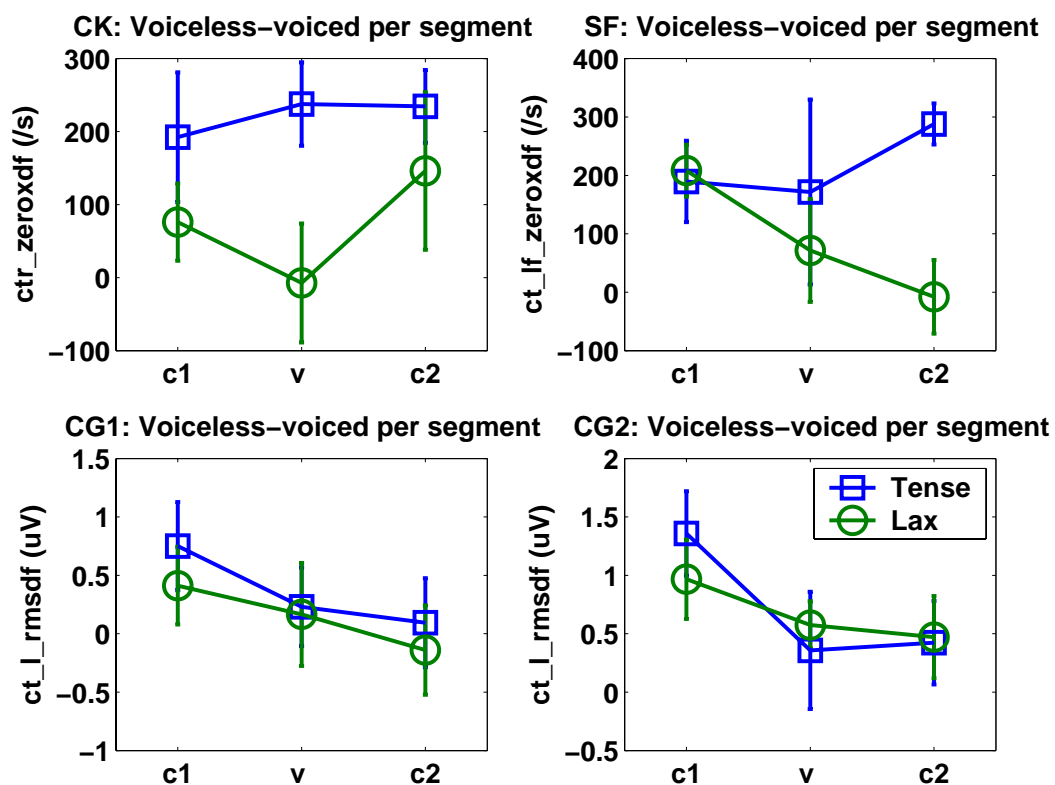 CK: Voiceless−voiced per segment
300
200
100
0
−100
ctr_zeroxdf (/s)
c1 v c2
SF: Voiceless−voiced per segment
400
300
200
100
0
−100
ct_lf_zeroxdf (/s)
c1 v c2
CG1: Voiceless−voiced per segment
1.5
1
0.5
0
−0.5
−1
ct_l_rmsdf (uV)
c1 v c2
CG2: Voiceless−voiced per segment
2
1.5
1
0.5
0
−0.5
ct_l_rmsdf (uV)
c1 v c2
Tense
Lax